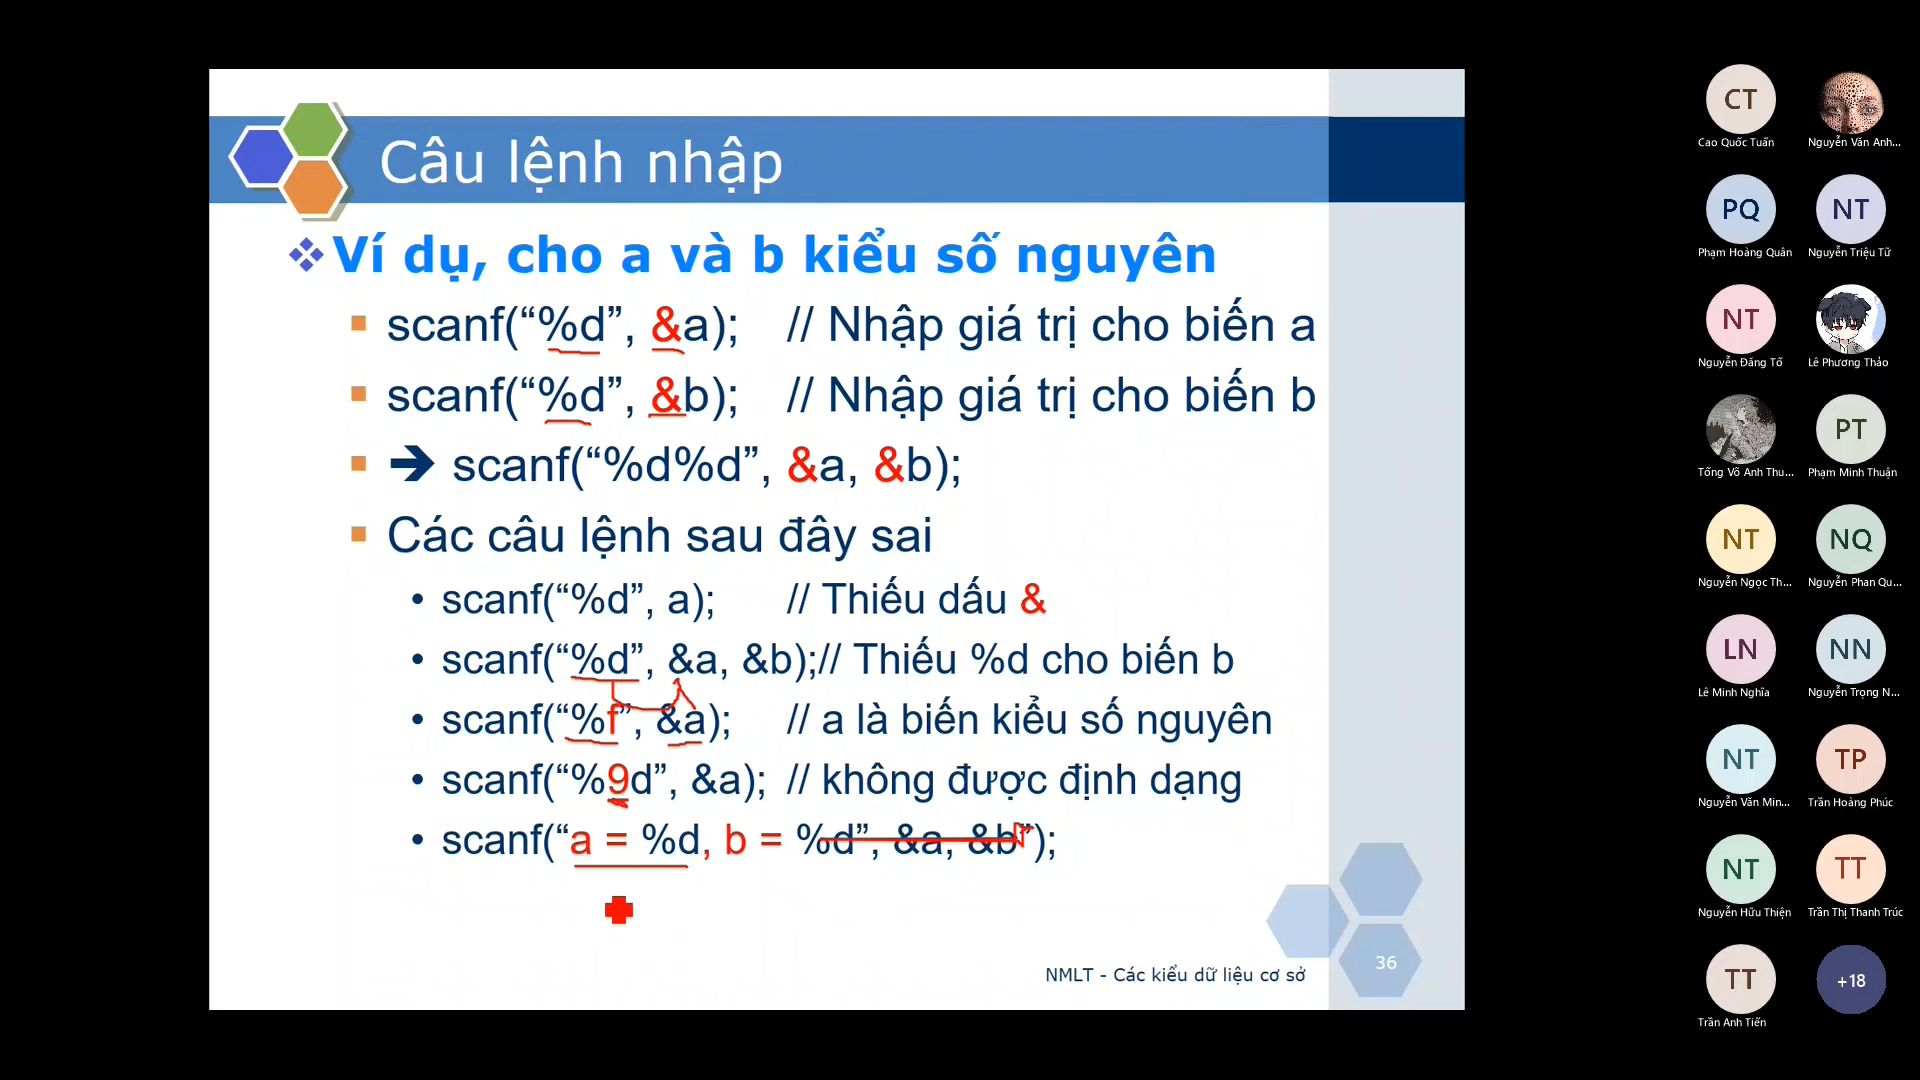 Câu lệnh nhập
Ví dụ, cho a và b kiểu số nguyên
scanf(“%d”, &a); // Nhập giá trị cho biến a
scanf(“%d”, &b); // Nhập giá trị cho biến b
➔ scanf(“%d%d”, &a, &b);
Các câu lệnh sau đây sai
• scanf(“%d”, a); // Thiếu dấu &
• scanf(“%d”, &a, &b);// Thiếu %d cho biến b
• scanf(“%f”, &a); // a là biến kiểu số nguyên
• scanf(“%9d”, &a); // không được định dạng
• scanf(“a = %d, b = %d”, &a, &b”);
NMLT - Các kiểu dữ liệu cơ sở
36
CT
Cao Quốc Tuấn
Nguyễn Văn Anh...
PQ
Phạm Hoàng Quân
NT
Nguyễn Triệu Tử
NT
Nguyễn Đăng Tố
Lê Phương Thảo
Tống Võ Anh Thu...
PT
Phạm Minh Thuận
NT
Nguyễn Ngọc Th...
NQ
Nguyễn Phan Qu...
LN
Lê Minh Nghĩa
NN
Nguyễn Trọng N...
NT
Nguyễn Văn Min...
TP
Trần Hoàng Phúc
NT
Nguyễn Hữu Thiện
TT
Trần Thị Thanh Trúc
TT
Trần Anh Tiến
+18